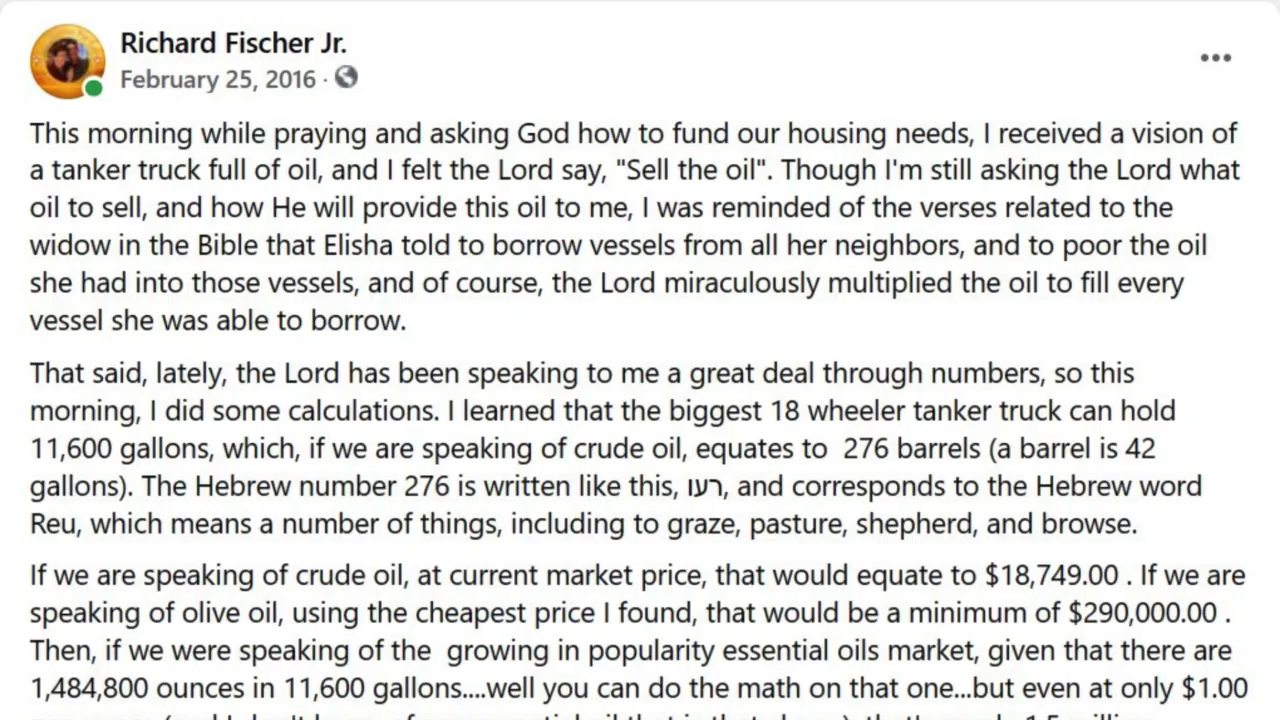 Richard Fischer Jr.
February 25, 2016 ·
This morning while praying and asking God how to fund our housing needs, I received a vision of
a tanker truck full of oil, and I felt the Lord say, "Sell the oil". Though I'm still asking the Lord what
oil to sell, and how He will provide this oil to me, I was reminded of the verses related to the
widow in the Bible that Elisha told to borrow vessels from all her neighbors, and to poor the oil
she had into those vessels, and of course, the Lord miraculously multiplied the oil to fill every
vessel she was able to borrow.
That said, lately, the Lord has been speaking to me a great deal through numbers, so this
morning, I did some calculations. I learned that the biggest 18 wheeler tanker truck can hold
11,600 gallons, which, if we are speaking of crude oil, equates to 276 barrels (a barrel is 42
gallons). The Hebrew number 276 is written like this, רעו, and corresponds to the Hebrew word
Reu, which means a number of things, including to graze, pasture, shepherd, and browse.
If we are speaking of crude oil, at current market price, that would equate to $18,749.00 . If we are
speaking of olive oil, using the cheapest price I found, that would be a minimum of $290,000.00 .
Then, if we were speaking of the growing in popularity essential oils market, given that there are
1,484,800 ounces in 11,600 gallons....well you can do the math on that one...but even at only $1.00